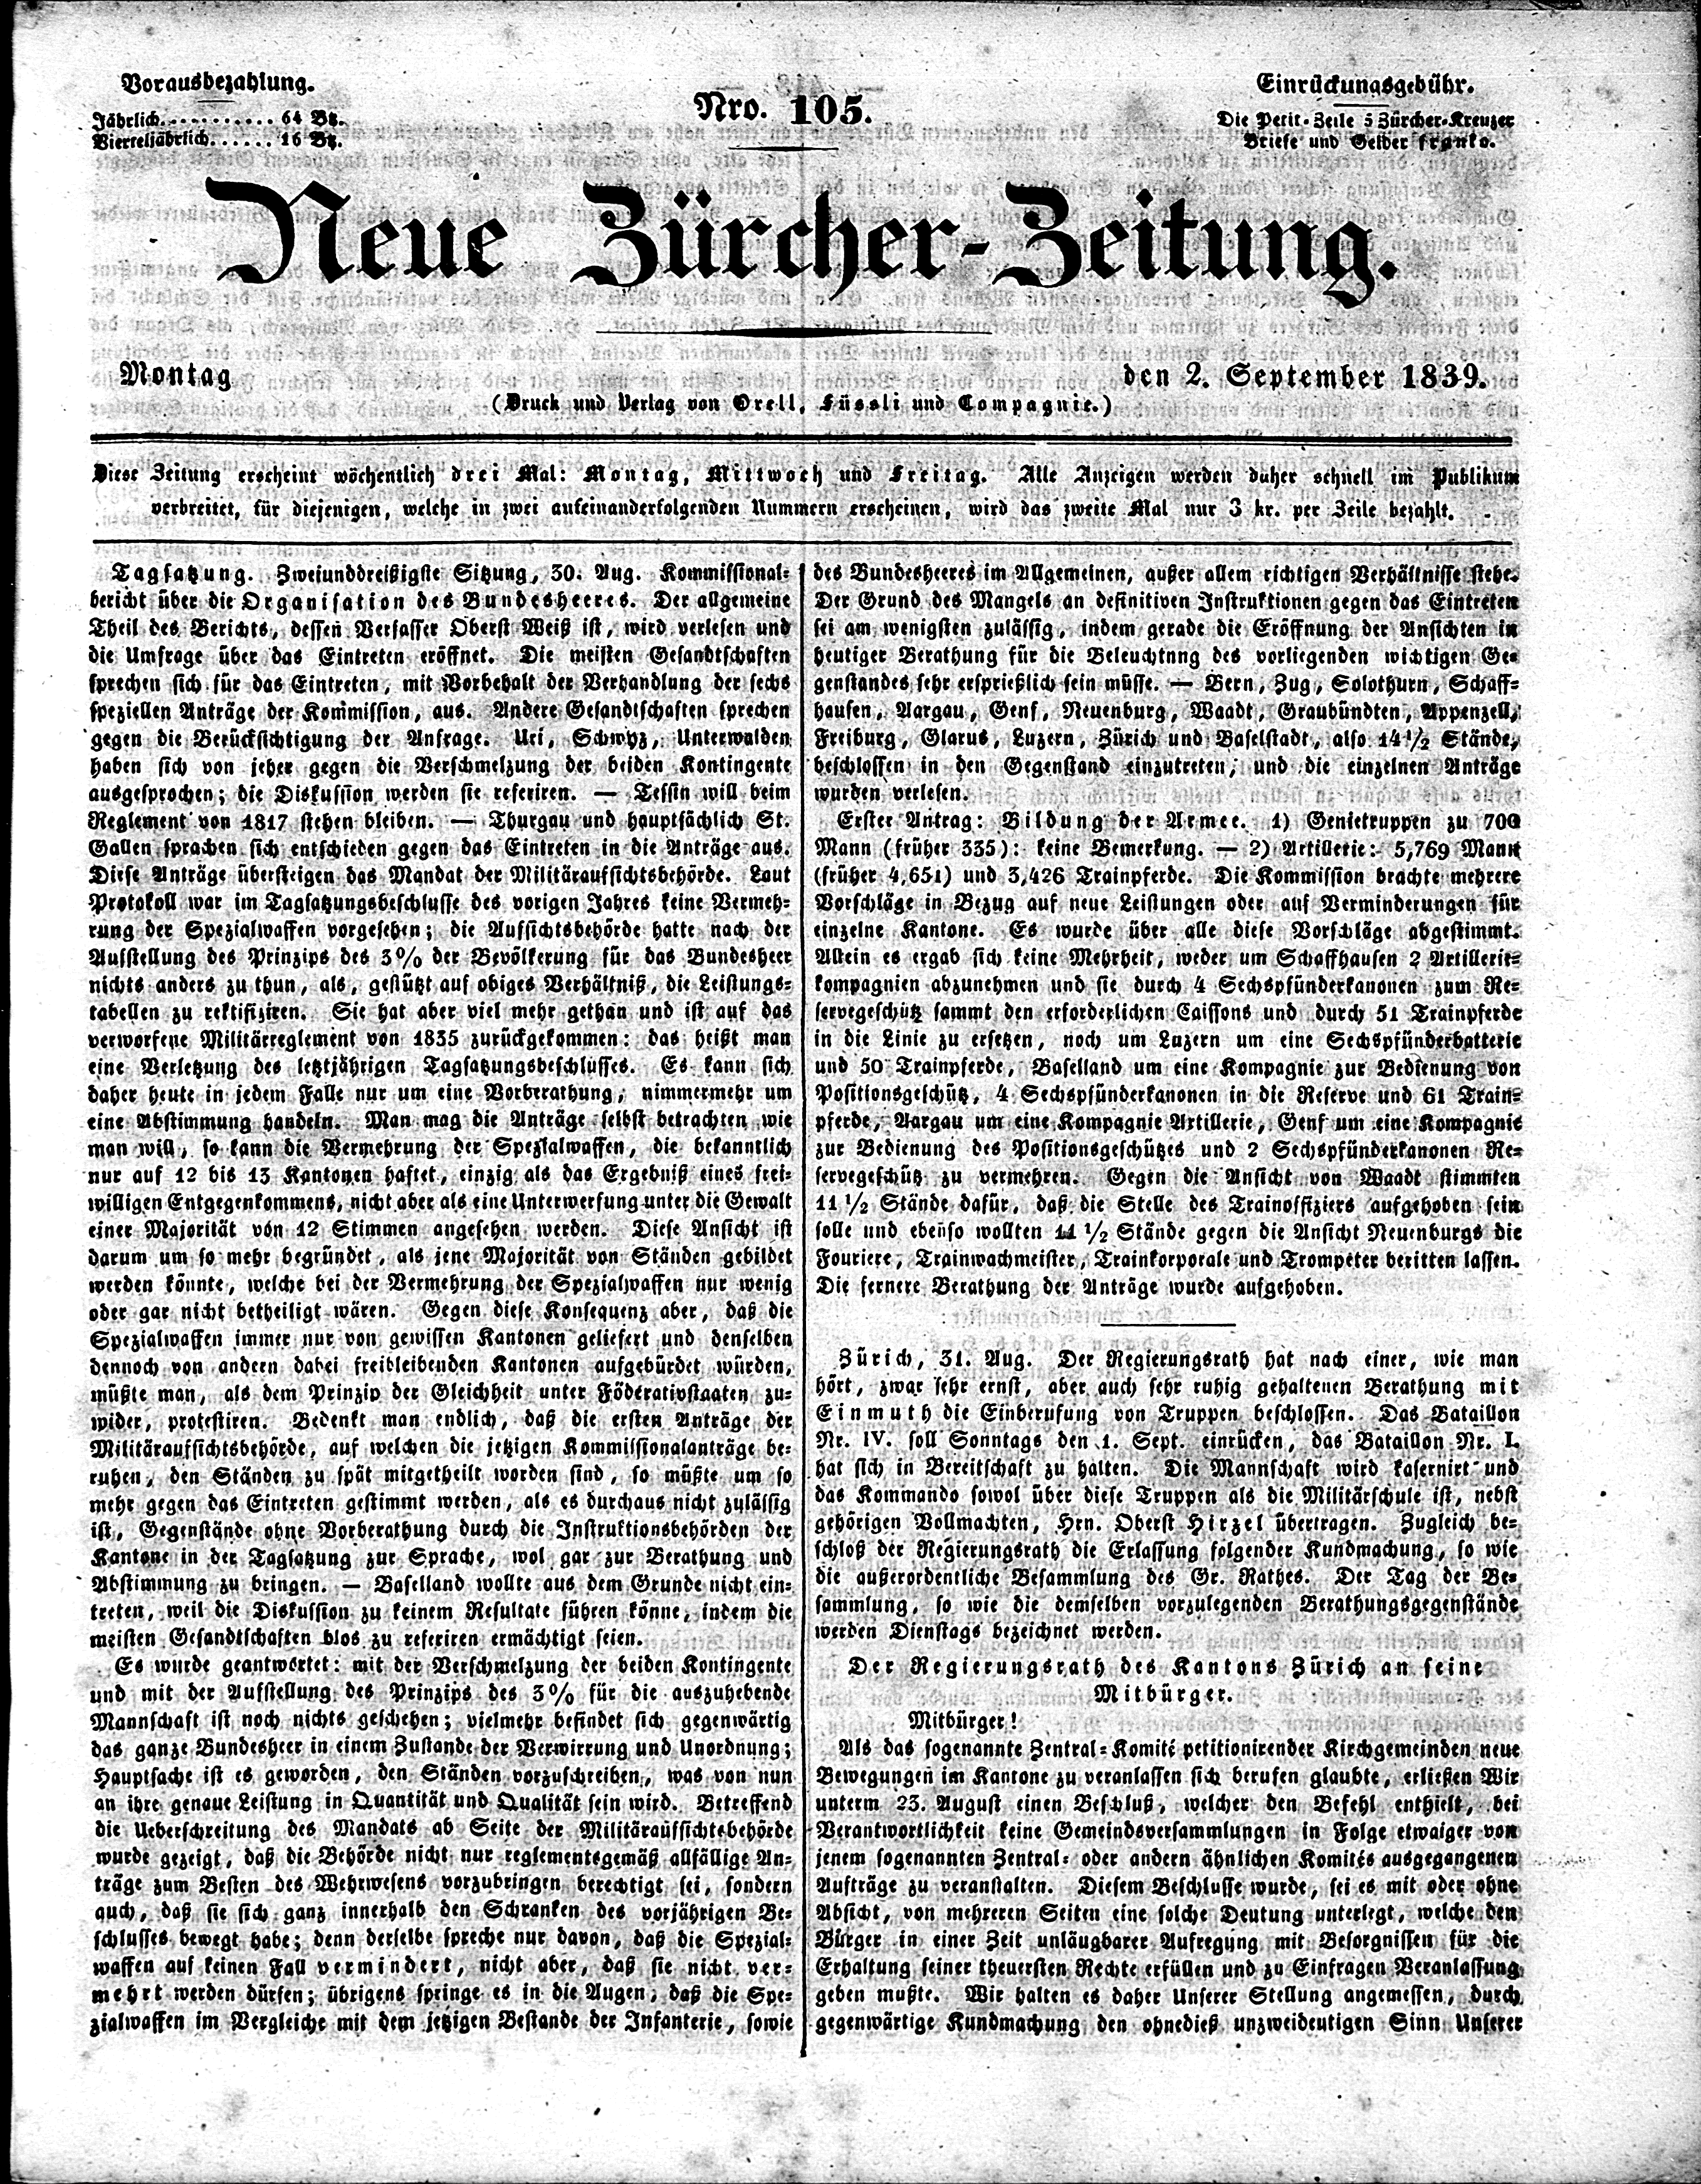 Vorausbezahlung.
Jährlich. . . . . . . . . . . 64 Bz.
Vierteljährlich. . . . . . 16 Bz.
Nro. 105.
Einrückungsgebühr.
Die Petit-Zeile 5 Zürcher-Kreuzer
Briefe und Gelder franko.
Neue Zürcher-Zeitung.
Montag den 2. September 1839.
(Druck und Verlag von Orell, Füssli und Compagnie.)
Diese Zeitung erscheint wöchentlich drei Mal: Montag, Mittwoch und Freitag. Alle Anzeigen werden daher schnell im Publikum
verbreitet, für diejenigen, welche in zwei aufeinanderfolgenden Nummern erscheinen, wird das zweite Mal nur 3 kr. per Zeile bezahlt.
Tagsatzung. Zweiunddreißigste Sitzung, 30. Aug. Kommissional-
bericht über die Organisation des Bundesheeres. Der allgemeine
Theil des Berichts, dessen Verfasser Oberst Weiß ist, wird verlesen und
die Umfrage über das Eintreten eröffnet. Die meisten Gesandtschaften
sprechen sich für das Eintreten, mit Vorbehalt der Verhandlung der sechs
speziellen Anträge der Kommission, aus. Andere Gesandtschaften sprechen
gegen die Berücksichtigung der Anfrage. Uri, Schwyz, Unterwalden
haben sich von jeher gegen die Verschmelzung der beiden Kontingente
ausgesprochen; die Diskussion werden sie referiren. — Tessin will beim
Reglement von 1817 stehen bleiben. — Thurgau und hauptsächlich St.
Gallen sprachen sich entschieden gegen das Eintreten in die Anträge aus.
Diese Anträge übersteigen das Mandat der Militäraufsichtsbehörde. Laut
Protokoll war im Tagsatzungsbeschlusse des vorigen Jahres keine Vermeh-
rung der Spezialwaffen vorgesehen; die Aufsichtsbehörde hatte nach der
Aufstellung des Prinzips des 3% der Bevölkerung für das Bundesheer
nichts anders zu thun, als, gestützt auf obiges Verhältniß, die Leistungs-
tabellen zu rektifiziren. Sie hat aber viel mehr gethan und ist auf das
verworfene Militärreglement von 1835 zurückgekommen: das heißt man
eine Verletzung des letztjährigen Tagsatzungsbeschlusses. Es kann sich
daher heute in jedem Falle nur um eine Vorberathung, nimmermehr um
eine Abstimmung handeln. Man mag die Anträge selbst betrachten wie
man will, so kann die Vermehrung der Spezialwaffen, die bekanntlich
nur auf 12 bis 13 Kantonen haftet, einzig als das Ergebniß eines frei-
willigen Entgegenkommens, nicht aber als eine Unterwerfung unter die Gewalt
einer Majorität von 12 Stimmen angesehen werden. Diese Ansicht ist
darum um so mehr begründet, als jene Majorität von Ständen gebildet
werden könnte, welche bei der Vermehrung der Spezialwaffen nur wenig
oder gar nicht betheiligt wären. Gegen diese Konsequenz aber, daß die
Spezialwaffen immer nur von gewissen Kantonen geliefert und denselben
dennoch von andern dabei freibleibenden Kantonen aufgebürdet würden,
müßte man, als dem Prinzip der Gleichheit unter Föderativstaaten zu-
wider, protestiren. Bedenkt man endlich, daß die ersten Anträge der
Militäraufsichtsbehörde, auf welchen die jetzigen Kommissionalanträge be-
ruhen, den Ständen zu spät mitgetheilt worden sind, so müßte um so
mehr gegen das Eintreten gestimmt werden, als es durchaus nicht zulässig
ist, Gegenstände ohne Vorberathung durch die Instruktionsbehörden der
Kantone in der Tagsatzung zur Sprache, wol gar zur Berathung und
Abstimmung zu bringen. — Baselland wollte aus dem Grunde nicht ein-
treten, weil die Diskussion zu keinem Resultate führen könne, indem die
meisten Gesandtschaften blos zu referiren ermächtigt seien.
Es wurde geantwortet: mit der Verschmelzung der beiden Kontingente
und mit der Aufstellung des Prinzips des 3% für die auszuhebende
Mannschaft ist noch nichts geschehen; vielmehr befindet sich gegenwärtig
das ganze Bundesheer in einem Zustande der Verwirrung und Unordnung;
Hauptsache ist es geworden, den Ständen vorzuschreiben, was von nun
an ihre genaue Leistung in Quantität und Qualität sein wird. Betreffend
die Ueberschreitung des Mandats ab Seite der Militäraufsichtsbehörde
wurde gezeigt, daß die Behörde nicht nur reglementsgemäß allfällige An-
träge zum Besten des Wehrwesens vorzubringen berechtigt sei, sondern
auch, daß sie sich ganz innerhalb den Schranken des vorjährigen Be-
schlusses bewegt habe; denn derselbe spreche nur davon, daß die Spezial-
waffen auf keinen Fall vermindert, nicht aber, daß sie nicht ver-
mehrt werden dürfen; übrigens springe es in die Augen, daß die Spe-
zialwaffen im Vergleiche mit dem jetzigen Bestande der Infanterie, sowie
des Bundesheeres im Allgemeinen, außer allem richtigen Verhältnisse stehe.
Der Grund des Mangels an definitiven Instruktionen gegen das Eintreten
sei am wenigsten zulässig, indem gerade die Eröffnung der Ansichten in
heutiger Berathung für die Beleuchtnng des vorliegenden wichtigen Ge-
genstandes sehr ersprießlich sein müsse. — Bern, Zug, Solothurn, Schaff-
hausen, Aargau, Genf, Neuenburg, Waadt, Graubündten, Appenzell,
Freiburg, Glarus, Luzern, Zürich und Baselstadt, also 14½ Stände,
beschlossen in den Gegenstand einzutreten, und die einzelnen Anträge
wurden verlesen.
Erster Antrag: Bildung der Armee. 1) Genietruppen zu 700
Mann (früher 335): keine Bemerkung. — 2) Artillerie: 5,769 Mann
(früher 4,651) und 3,426 Trainpferde. Die Kommission brachte mehrere
Vorschläge in Bezug auf neue Leistungen oder auf Verminderungen für
einzelne Kantone. Es wurde über alle diese Vorschläge abgestimmt.
Allein es ergab sich keine Mehrheit, weder um Schaffhausen 2 Artillerie-
kompagnien abzunehmen und sie durch 4 Sechspfünderkanonen zum Re-
servegeschütz sammt den erforderlichen Caissons und durch 51 Trainpferde
in die Linie zu ersetzen, noch um Luzern um eine Sechspfünderbatterie
und 50 Trainpferde, Baselland um eine Kompagnie zur Bedienung von
Positionsgeschütz, 4 Sechspfünderkanonen in die Reserve und 61 Train-
pferde, Aargau um eine Kompagnie Artillerie, Genf um eine Kompagnie
zur Bedienung des Positionsgeschützes und 2 Sechspfünderkanonen Re-
servegeschütz zu vermehren. Gegen die Ansicht von Waadt stimmten
11 ½ Stände dafür, daß die Stelle des Trainoffiziers aufgehoben sein
solle und ebenso wollten 11 ½ Stände gegen die Ansicht Neuenburgs die
Fouriere, Trainwachmeister, Trainkorporale und Trompeter beritten lassen.
Die fernere Berathung der Anträge wurde aufgehoben.
Zürich, 31. Aug. Der Regierungsrath hat nach einer, wie man
hört, zwar sehr ernst, aber auch sehr ruhig gehaltenen Berathung mit
Einmuth die Einberufung von Truppen beschlossen. Das Bataillon
Nr. IV. soll Sonntags den 1. Sept. einrücken, das Bataillon Nr. I.
hat sich in Bereitschaft zu halten. Die Mannschaft wird kasernirt und
das Kommando sowol über diese Truppen als die Militärschule ist, nebst
gehörigen Vollmachten, Hrn. Oberst Hirzel übertragen. Zugleich be-
schloß der Regierungsrath die Erlassung folgender Kundmachung, so wie
die außerordentliche Besammlung des Gr. Rathes. Der Tag der Be-
sammlung, so wie die demselben vorzulegenden Berathungsgegenstände
werden Dienstags bezeichnet werden.
Der Regierungsrath des Kantons Zürich an seine
Mitbürger.
Mitbürger!
Als das sogenannte Zentral-Komité petitionirender Kirchgemeinden neue
Bewegungen im Kantone zu veranlassen sich berufen glaubte, erließen Wir
unterm 23. August einen Beschluß, welcher den Befehl enthielt, bei
Verantwortlichkeit keine Gemeindsversammlungen in Folge etwaiger von
jenem sogenannten Zentral- oder andern ähnlichen Komités ausgegangenen
Aufträge zu veranstalten. Diesem Beschlusse wurde, sei es mit oder ohne
Absicht, von mehreren Seiten eine solche Deutung unterlegt, welche den
Bürger in einer Zeit unläugbarer Aufregung mit Besorgnissen für die
Erhaltung seiner theuersten Rechte erfüllen und zu Einfragen Veranlassung
geben mußte. Wir halten es daher Unserer Stellung angemessen, durch
gegenwärtige Kundmachung den ohnedieß unzweideutigen Sinn Unserer